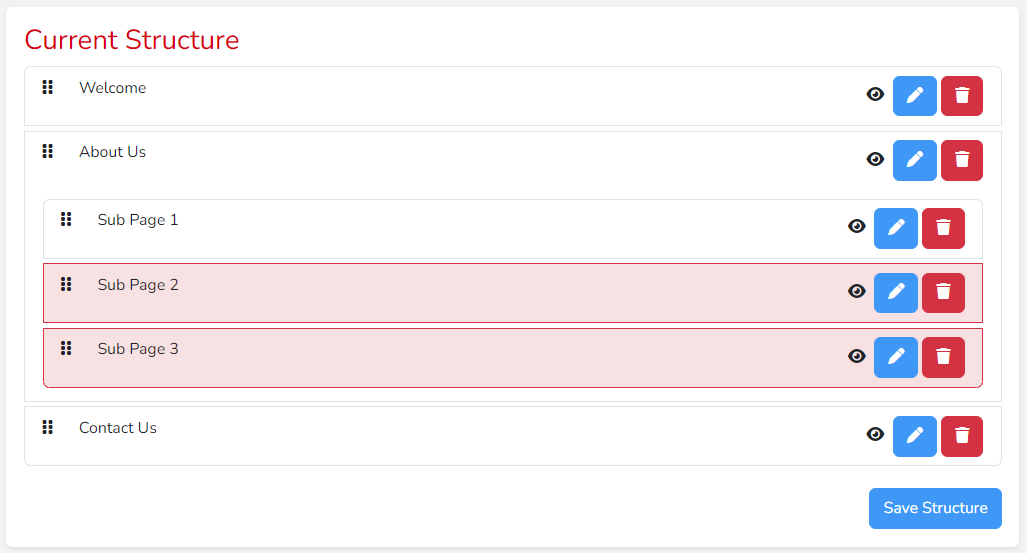 Current Structure
Welcome
About Us
Sub Page 1
Sub Page 2
Sub Page 3
Contact Us
Save Structure